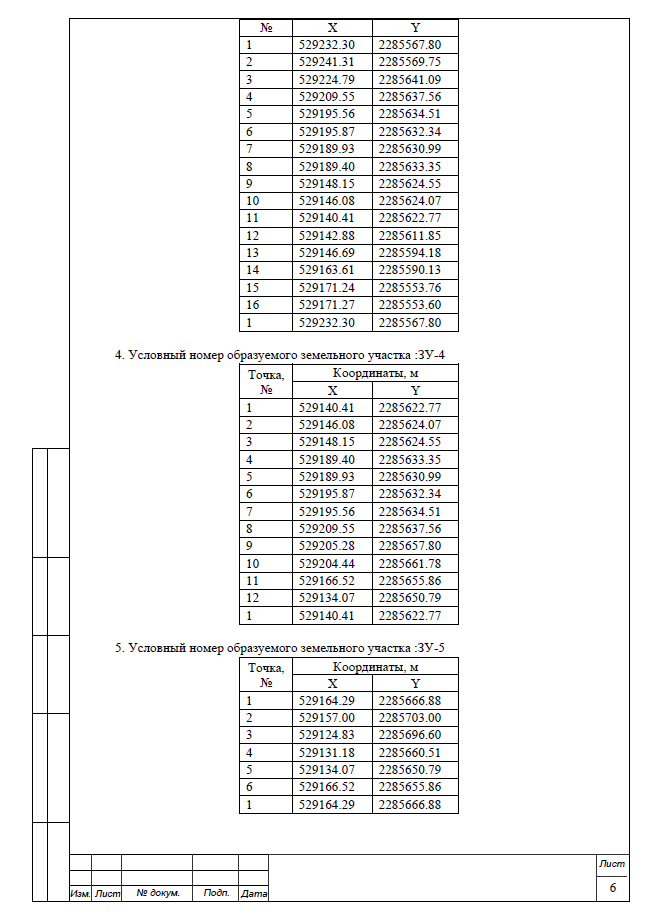 № X Y
1 529232.30 2285567.80
2 529241.31 2285569.75
3 529224.79 2285641.09
4 529209.55 2285637.56
5 529195.56 2285634.51
6 529195.87 2285632.34
7 529189.93 2285630.99
8 529189.40 2285633.35
9 529148.15 2285624.55
10 529146.08 2285624.07
11 529140.41 2285622.77
12 529142.88 2285611.85
13 529146.69 2285594.18
14 529163.61 2285590.13
15 529171.24 2285553.76
16 529171.27 2285553.60
1 529232.30 2285567.80
4. Условный номер образуемого земельного участка :ЗУ-4
Точка, Координаты, м
№ X Y
1 529140.41 2285622.77
2 529146.08 2285624.07
3 529148.15 2285624.55
4 529189.40 2285633.35
5 529189.93 2285630.99
6 529195.87 2285632.34
7 529195.56 2285634.51
8 529209.55 2285637.56
9 529205.28 2285657.80
10 529204.44 2285661.78
11 529166.52 2285655.86
12 529134.07 2285650.79
1 529140.41 2285622.77
5. Условный номер образуемого земельного участка :ЗУ-5
Точка, Координаты, м
№ X Y
1 529164.29 2285666.88
2 529157.00 2285703.00
3 529124.83 2285696.60
4 529131.18 2285660.51
5 529134.07 2285650.79
6 529166.52 2285655.86
1 529164.29 2285666.88
Лист
6
Изм. Лист № докум. Подп. Дата